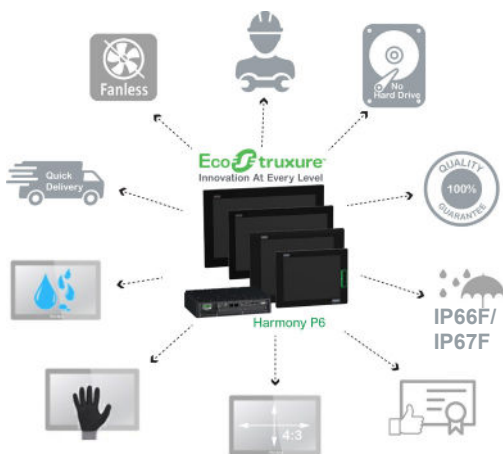 Fanless
No
Hard Drive
EcoStruxure™
Innovation At Every Level
Quick
Delivery
QUALITY
100%
GUARANTEE
IP66F/
IP67F
Harmony P6
4:3